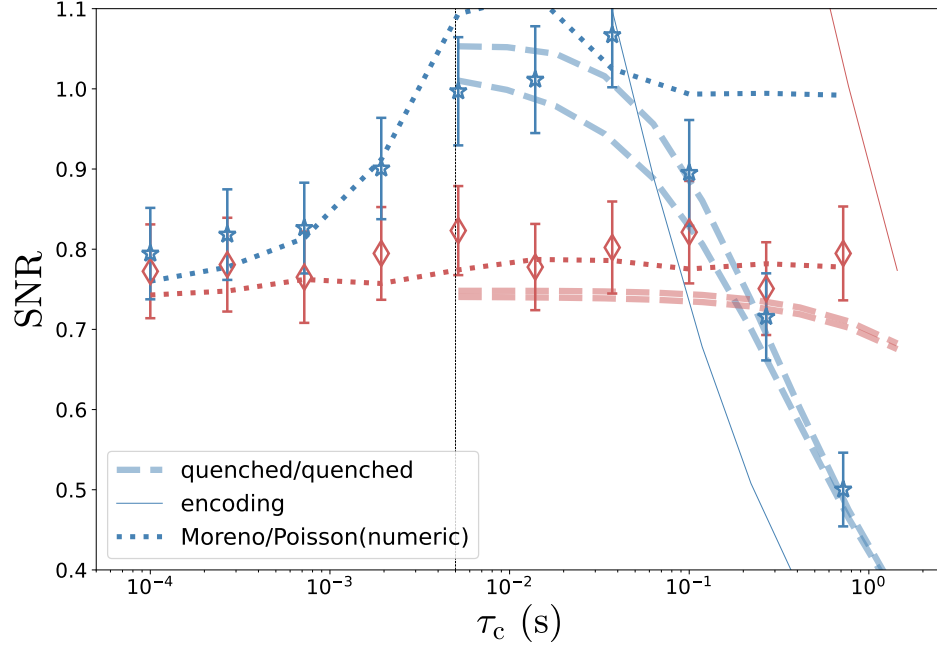 1.1
1.0
0.9
0.8
0.7
0.6
0.5
0.4
SNR
quenched/quenched
encoding
Moreno/Poisson(numeric)
10⁻⁴
10⁻³
10⁻²
10⁻¹
10⁰
τ_c (s)